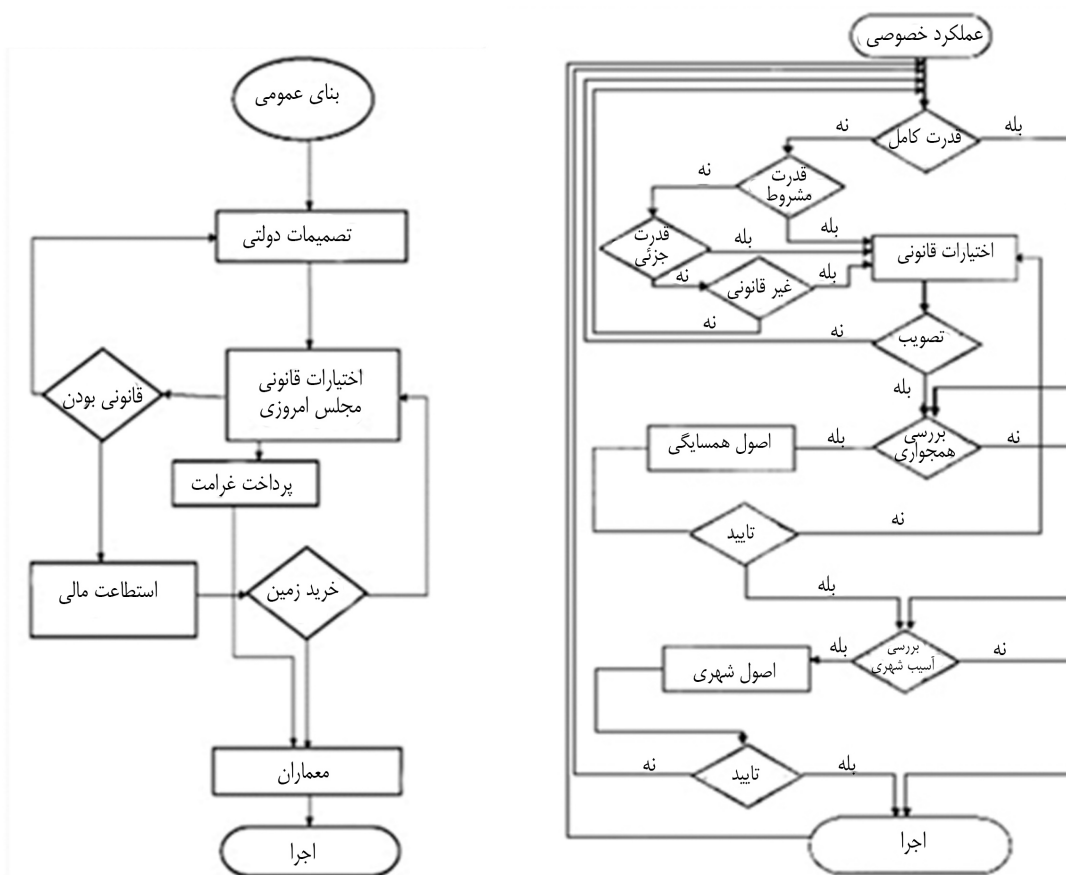 بنای عمومی
تصمیمات دولتی
اختیارات قانونی
مجلس امروزی
قانونی بودن
پرداخت غرامت
استطاعت مالی
خرید زمین
معماران
اجرا
عملکرد خصوصی
قدرت کامل
بله
نه
قدرت
مشروط
نه
بله
قدرت
جزئی
بله
نه
غیر قانونی
بله
نه
اختیارات قانونی
تصویب
نه
بله
بررسی
همجواری
بله
نه
اصول همسایگی
تایید
نه
بله
بررسی
آسیب شهری
بله
نه
اصول شهری
تایید
نه
بله
اجرا